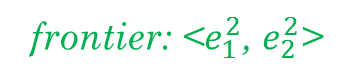 frontier: <e₁², e₂²>